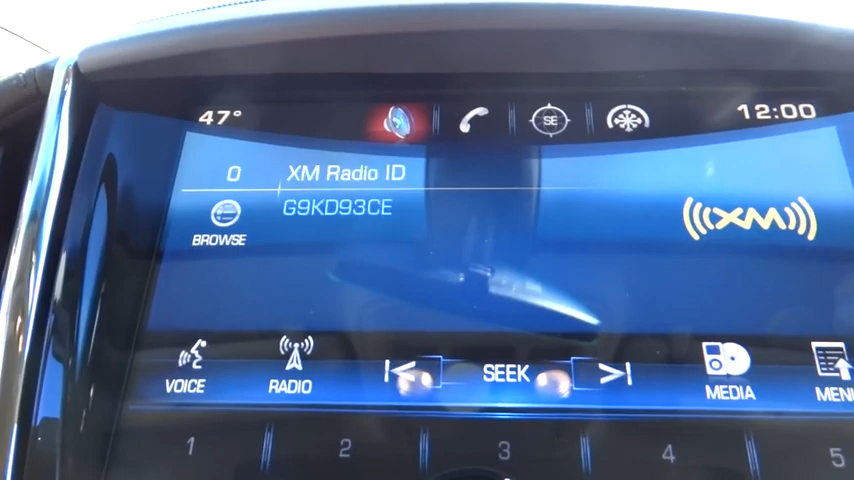 47°
SE
12:00
0 XM Radio ID
G9KD93CE
BROWSE
XM
VOICE
RADIO
SEEK
MEDIA
1 2 3 4 5